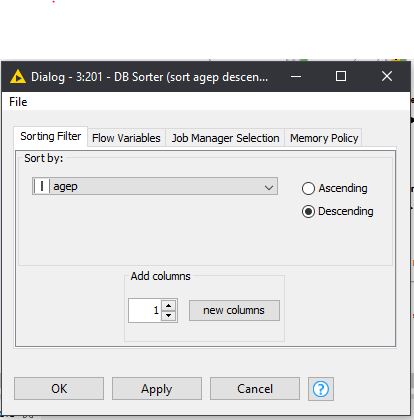 Dialog - 3:201 - DB Sorter (sort agep descen...
File
Sorting Filter Flow Variables Job Manager Selection Memory Policy
Sort by:
I agep
Ascending
Descending
Add columns
1 new columns
OK Apply Cancel ?